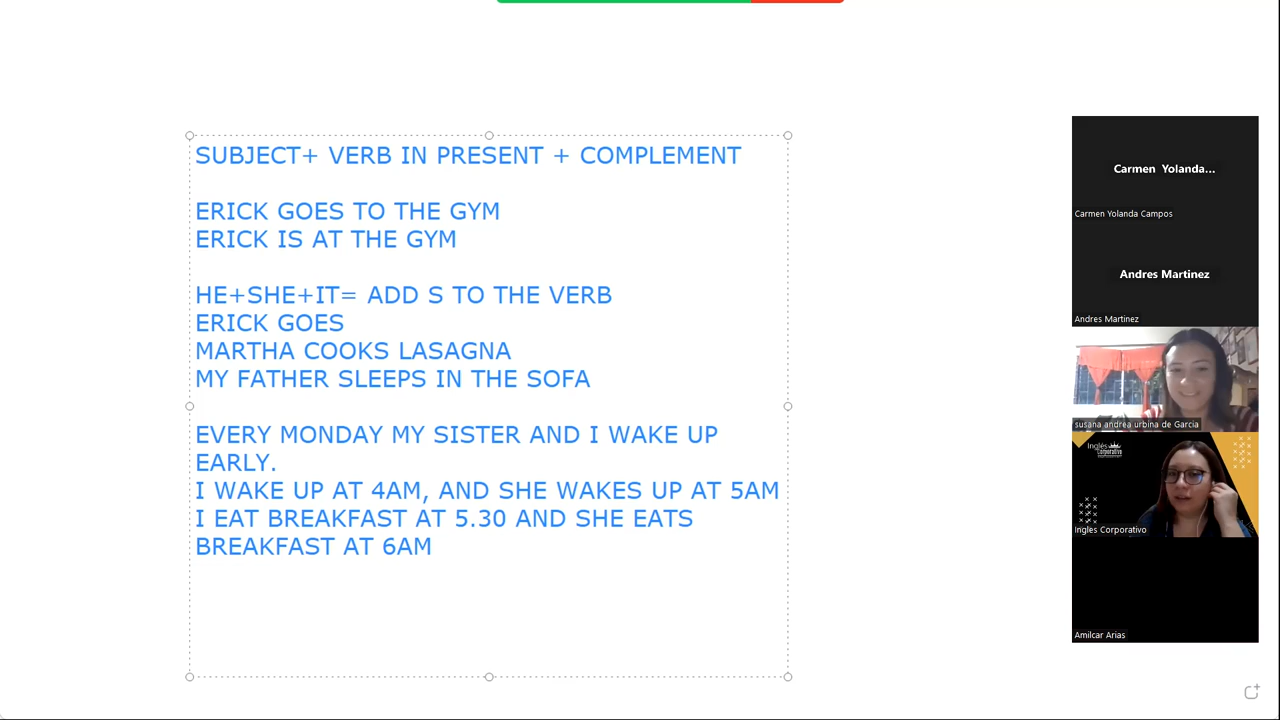 SUBJECT+ VERB IN PRESENT + COMPLEMENT
ERICK GOES TO THE GYM
ERICK IS AT THE GYM
HE+SHE+IT= ADD S TO THE VERB
ERICK GOES
MARTHA COOKS LASAGNA
MY FATHER SLEEPS IN THE SOFA
EVERY MONDAY MY SISTER AND I WAKE UP
EARLY.
I WAKE UP AT 4AM, AND SHE WAKES UP AT 5AM
I EAT BREAKFAST AT 5.30 AND SHE EATS
BREAKFAST AT 6AM
Carmen Yolanda...
Carmen Yolanda Campos
Andres Martinez
Andres Martinez
susana andrea urbina de Garcia
Inglés
Corporativo
Ingles Corporativo
Amilcar Arias